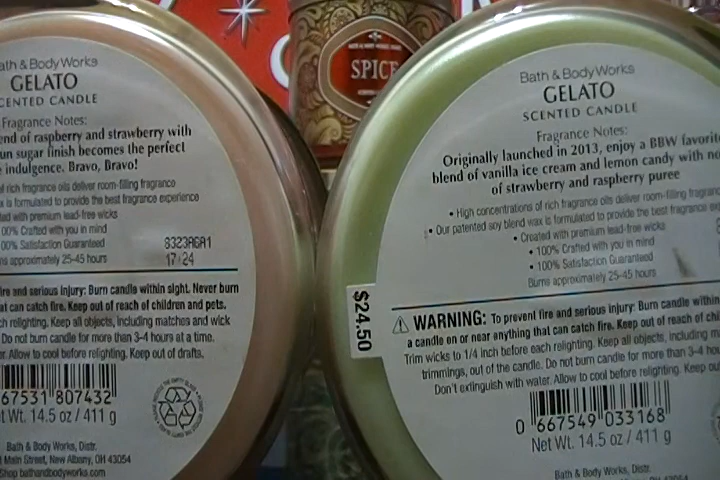 SPICE
Bath & Body Works
GELATO
SCENTED CANDLE
Fragrance Notes:
end of raspberry and strawberry with
un sugar finish becomes the perfect
indulgence. Bravo, Bravo!
of rich fragrance oils deliver room-filling fragrance
is formulated to provide the best fragrance experience
with premium lead-free wicks
00% Crafted with you in mind
00% Satisfaction Guaranteed
approximately 25-45 hours
8323AGA1
17:24
fire and serious injury: Burn candle within sight. Never burn
that can catch fire. Keep out of reach of children and pets.
relighting. Keep all objects, including matches and wick
Do not burn candle for more than 3-4 hours at a time.
Allow to cool before relighting. Keep out of drafts.
67531 807432
Wt. 14.5 oz / 411 g
Bath & Body Works, Distr.
Main Street, New Albany, OH 43054
Shop bathandbodyworks.com
Bath & Body Works
GELATO
SCENTED CANDLE
Fragrance Notes:
Originally launched in 2013, enjoy a BBW favorite
blend of vanilla ice cream and lemon candy with no
of strawberry and raspberry puree
• High concentrations of rich fragrance oils deliver room-filling fragran
• Our patented soy blend wax is formulated to provide the best fragrance exp
• Created with premium lead-free wicks
• 100% Crafted with you in mind
• 100% Satisfaction Guaranteed
Burns approximately 25-45 hours
$24.50
WARNING: To prevent fire and serious injury: Burn candle within
a candle on or near anything that can catch fire. Keep out of reach of chi
Trim wicks to 1/4 inch before each relighting. Keep all objects, including m
trimmings, out of the candle. Do not burn candle for more than 3-4 hou
Don't extinguish with water. Allow to cool before relighting. Keep ou
0 667549 033168
Net Wt. 14.5 oz / 411 g
Bath & Body Works, Distr.